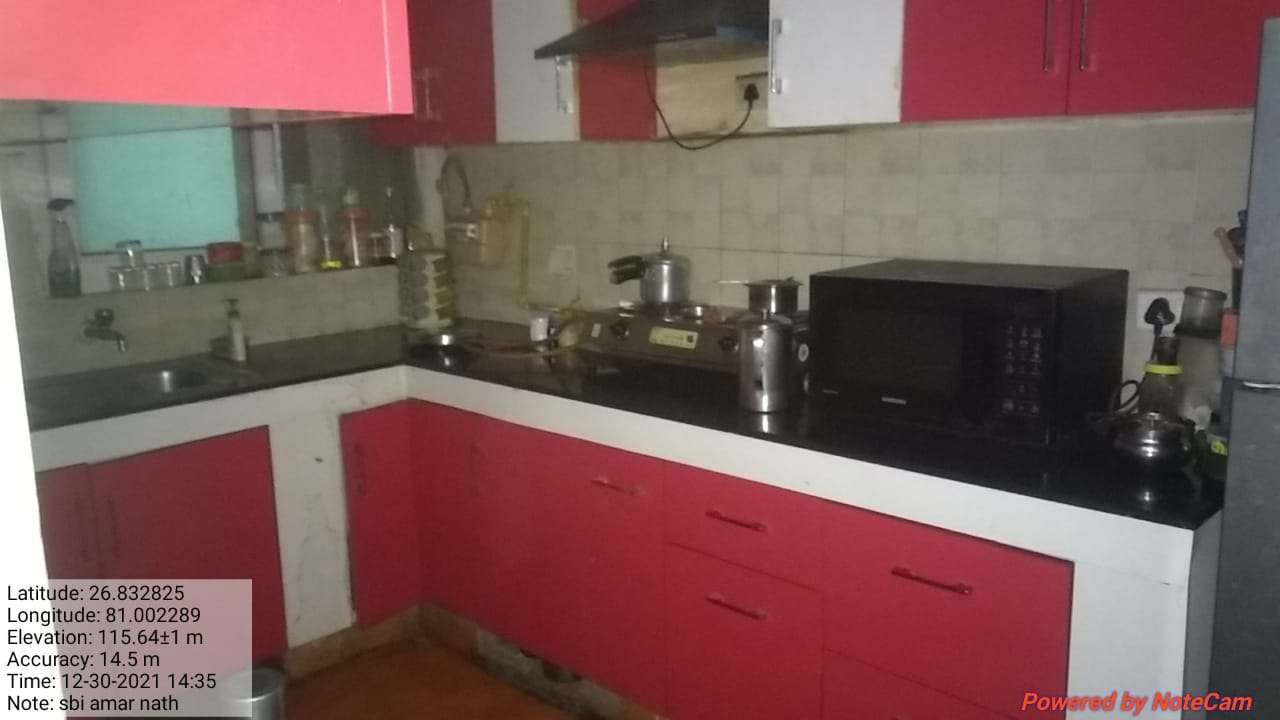 Latitude: 26.832825
Longitude: 81.002289
Elevation: 115.64±1 m
Accuracy: 14.5 m
Time: 12-30-2021 14:35
Note: sbi amar nath
Powered by NoteCam